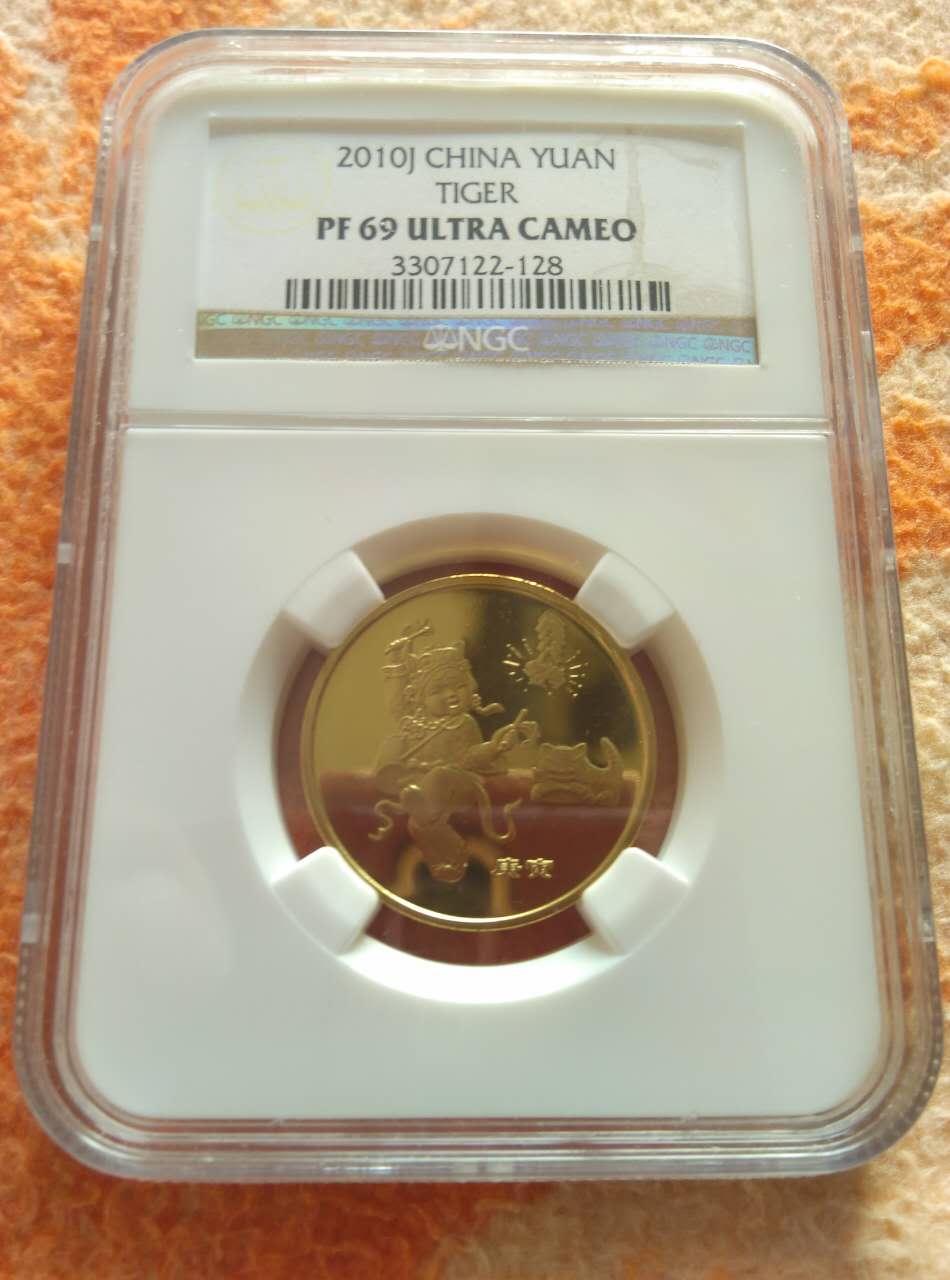 2010J CHINA YUAN
TIGER
PF 69 ULTRA CAMEO
3307122-128
NGC
庚寅